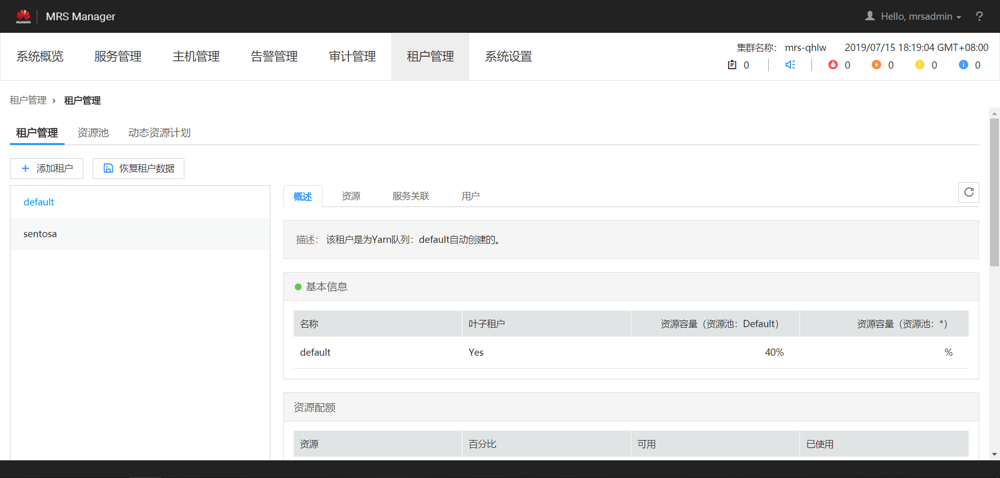 HUAWEI
MRS Manager
Hello, mrsadmin
?
系统概览 服务管理 主机管理 告警管理 审计管理 租户管理 系统设置
集群名称： mrs-qhlw 2019/07/15 18:19:04 GMT+08:00
0 0 0 0 0
租户管理 › 租户管理
租户管理 资源池 动态资源计划
添加租户 恢复租户数据
default
sentosa
概述 资源 服务关联 用户
描述： 该租户是为Yarn队列：default自动创建的。
基本信息
名称 叶子租户 资源容量（资源池：Default） 资源容量（资源池：*）
default Yes 40% %
资源配额
资源 百分比 可用 已使用